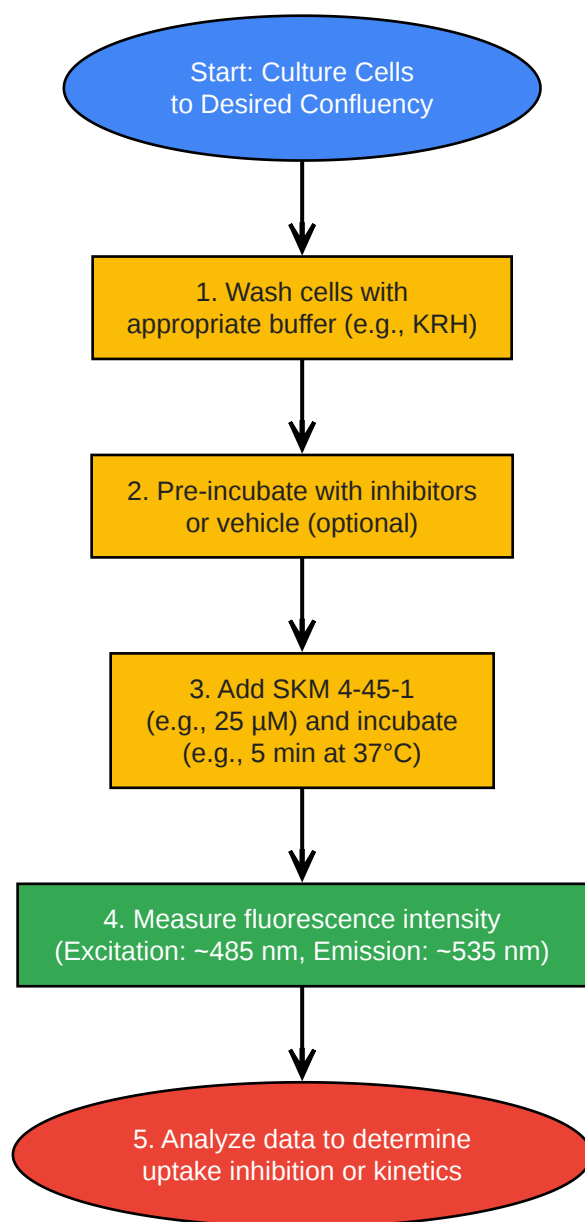 Start: Culture Cells
to Desired Confluency
1. Wash cells with
appropriate buffer (e.g., KRH)
2. Pre-incubate with inhibitors
or vehicle (optional)
3. Add SKM 4-45-1
(e.g., 25 µM) and incubate
(e.g., 5 min at 37°C)
4. Measure fluorescence intensity
(Excitation: ~485 nm, Emission: ~535 nm)
5. Analyze data to determine
uptake inhibition or kinetics